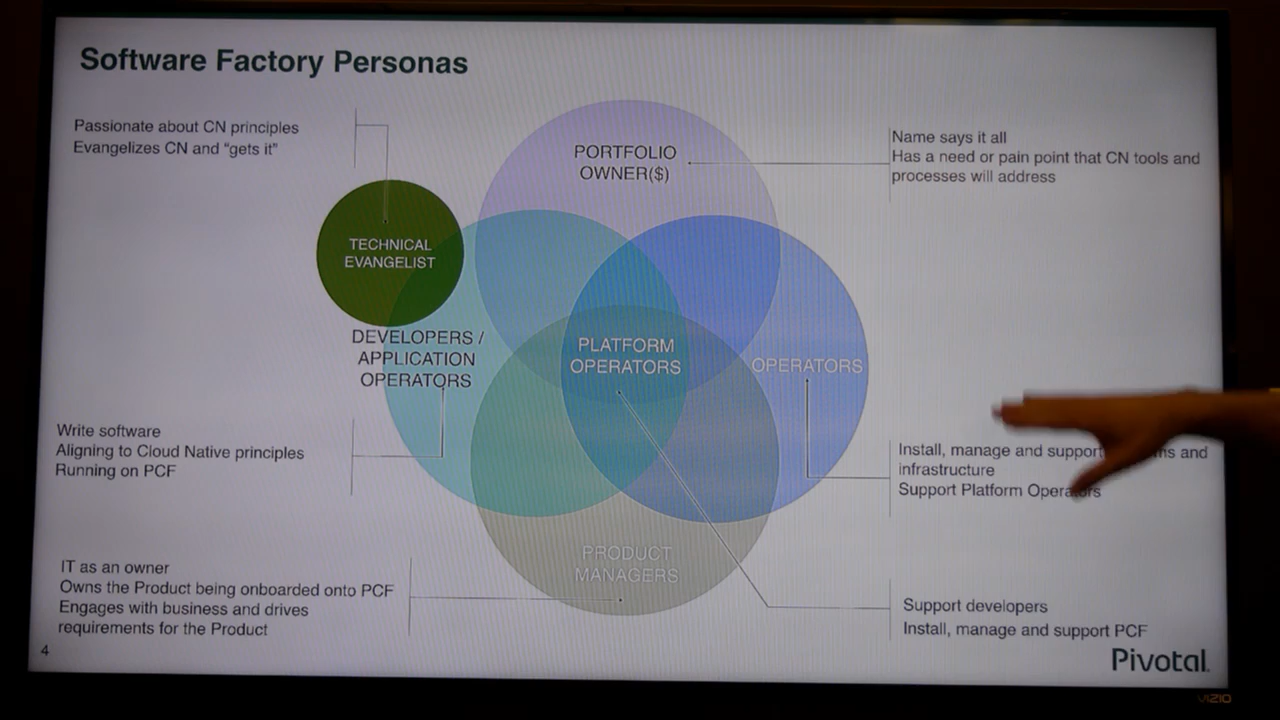 Software Factory Personas
Passionate about CN principles
Evangelizes CN and “gets it”
PORTFOLIO
OWNER($)
Name says it all
Has a need or pain point that CN tools and
processes will address
TECHNICAL
EVANGELIST
DEVELOPERS /
APPLICATION
OPERATORS
PLATFORM
OPERATORS
OPERATORS
Write software
Aligning to Cloud Native principles
Running on PCF
Install, manage and support and
infrastructure
Support Platform Operators
PRODUCT
MANAGERS
IT as an owner
Owns the Product being onboarded onto PCF
Engages with business and drives
requirements for the Product
Support developers
Install, manage and support PCF
4
Pivotal
VIZIO